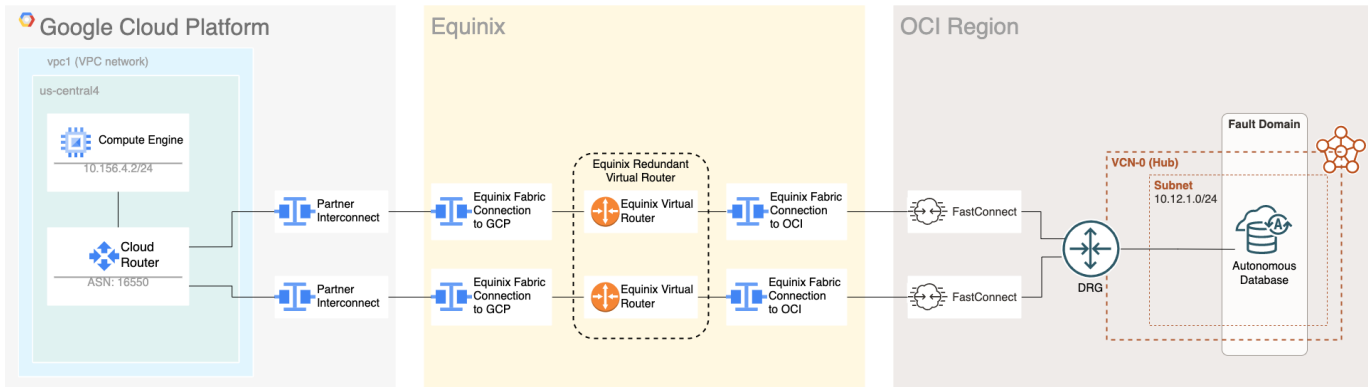 Google Cloud Platform
vpc1 (VPC network)
us-central4
Compute Engine
10.156.4.2/24
Cloud
Router
ASN: 16550
Partner
Interconnect
Partner
Interconnect
Equinix
Equinix Fabric
Connection
to GCP
Equinix Fabric
Connection
to GCP
Equinix Redundant
Virtual Router
Equinix Virtual
Router
Equinix Virtual
Router
Equinix Fabric
Connection
to OCI
Equinix Fabric
Connection
to OCI
OCI Region
FastConnect
FastConnect
DRG
VCN-0 (Hub)
Subnet
10.12.1.0/24
Fault Domain
A
Autonomous
Database